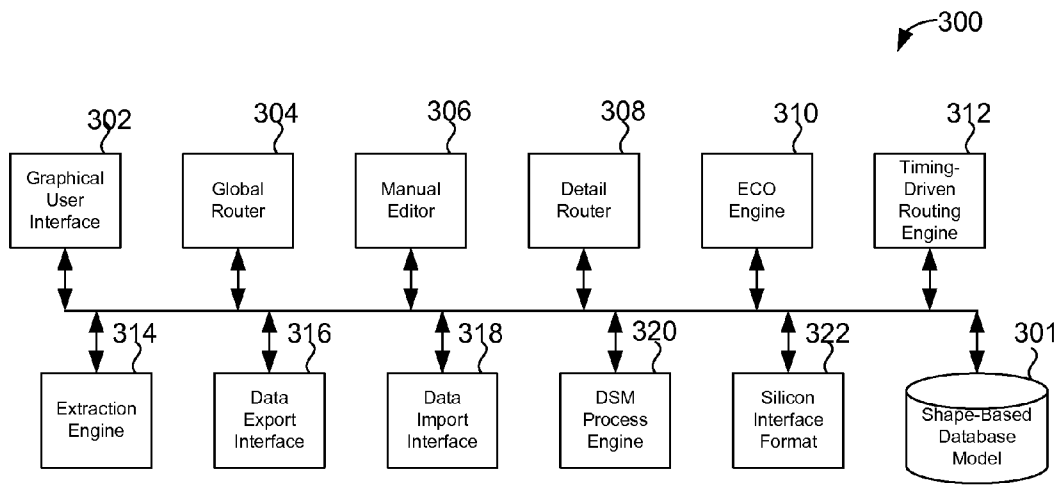 300
302
304
306
308
310
312
Graphical
User
Interface
Global
Router
Manual
Editor
Detail
Router
ECO
Engine
Timing-
Driven
Routing
Engine
314
316
318
320
322
301
Extraction
Engine
Data
Export
Interface
Data
Import
Interface
DSM
Process
Engine
Silicon
Interface
Format
Shape-Based
Database
Model